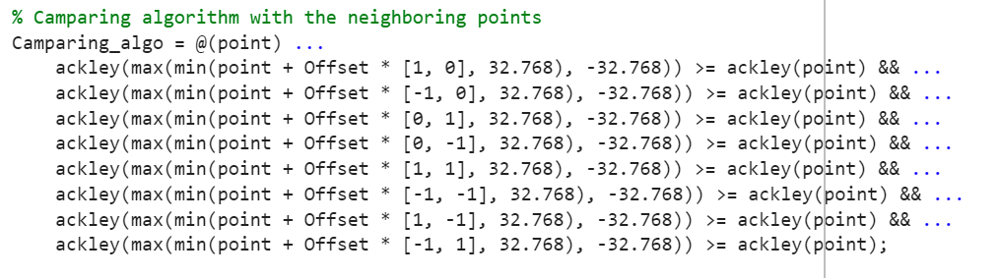 % Camparing algorithm with the neighboring points
Camparing_algo = @(point) ...
ackley(max(min(point + Offset * [1, 0], 32.768), -32.768)) >= ackley(point) && ...
ackley(max(min(point + Offset * [-1, 0], 32.768), -32.768)) >= ackley(point) && ...
ackley(max(min(point + Offset * [0, 1], 32.768), -32.768)) >= ackley(point) && ...
ackley(max(min(point + Offset * [0, -1], 32.768), -32.768)) >= ackley(point) && ...
ackley(max(min(point + Offset * [1, 1], 32.768), -32.768)) >= ackley(point) && ...
ackley(max(min(point + Offset * [-1, -1], 32.768), -32.768)) >= ackley(point) && ...
ackley(max(min(point + Offset * [1, -1], 32.768), -32.768)) >= ackley(point) && ...
ackley(max(min(point + Offset * [-1, 1], 32.768), -32.768)) >= ackley(point);